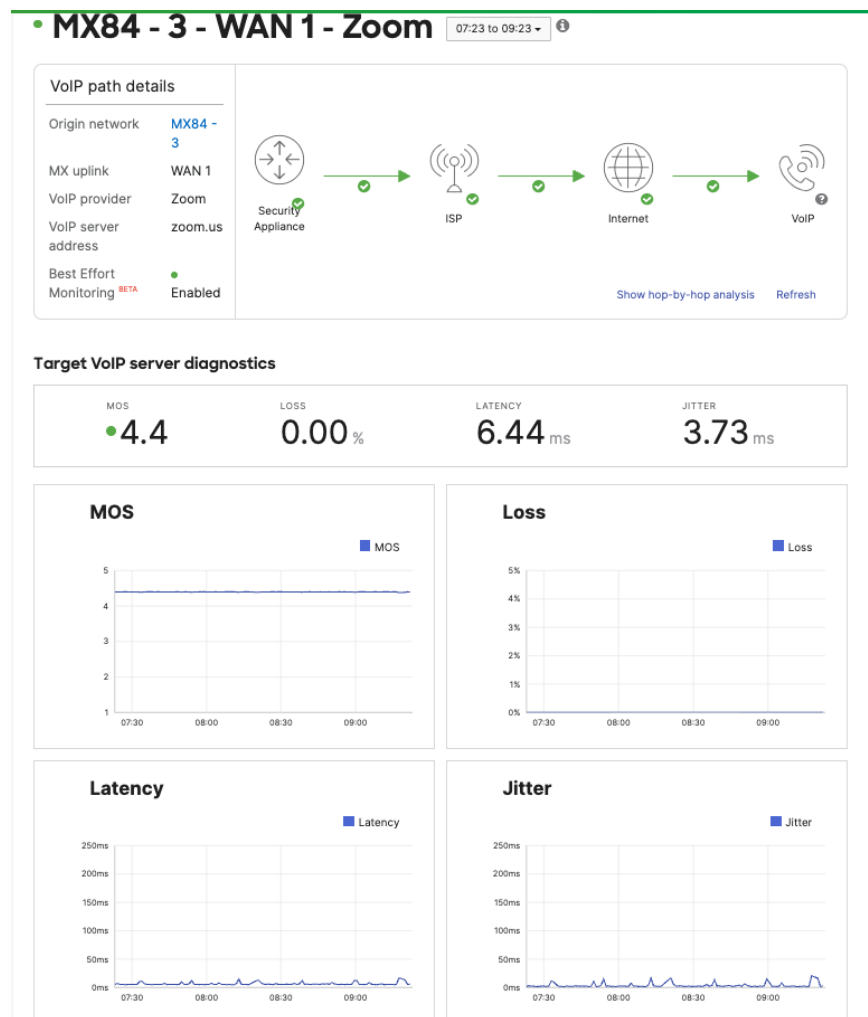 MX84 - 3 - WAN 1 - Zoom 07:23 to 09:23
VoIP path details
Origin network MX84 -
3
MX uplink WAN 1
VoIP provider Zoom
VoIP server zoom.us
address
Best Effort
Monitoring BETA Enabled
Security
Appliance
ISP
Internet
VoIP
Show hop-by-hop analysis Refresh
Target VoIP server diagnostics
MOS LOSS LATENCY JITTER
4.4 0.00 % 6.44 ms 3.73 ms
MOS
MOS
5
4
3
2
1
07:30 08:00 08:30 09:00
Loss
Loss
5%
4%
3%
2%
1%
0%
07:30 08:00 08:30 09:00
Latency
Latency
250ms
200ms
150ms
100ms
50ms
0ms
07:30 08:00 08:30 09:00
Jitter
Jitter
250ms
200ms
150ms
100ms
50ms
0ms
07:30 08:00 08:30 09:00